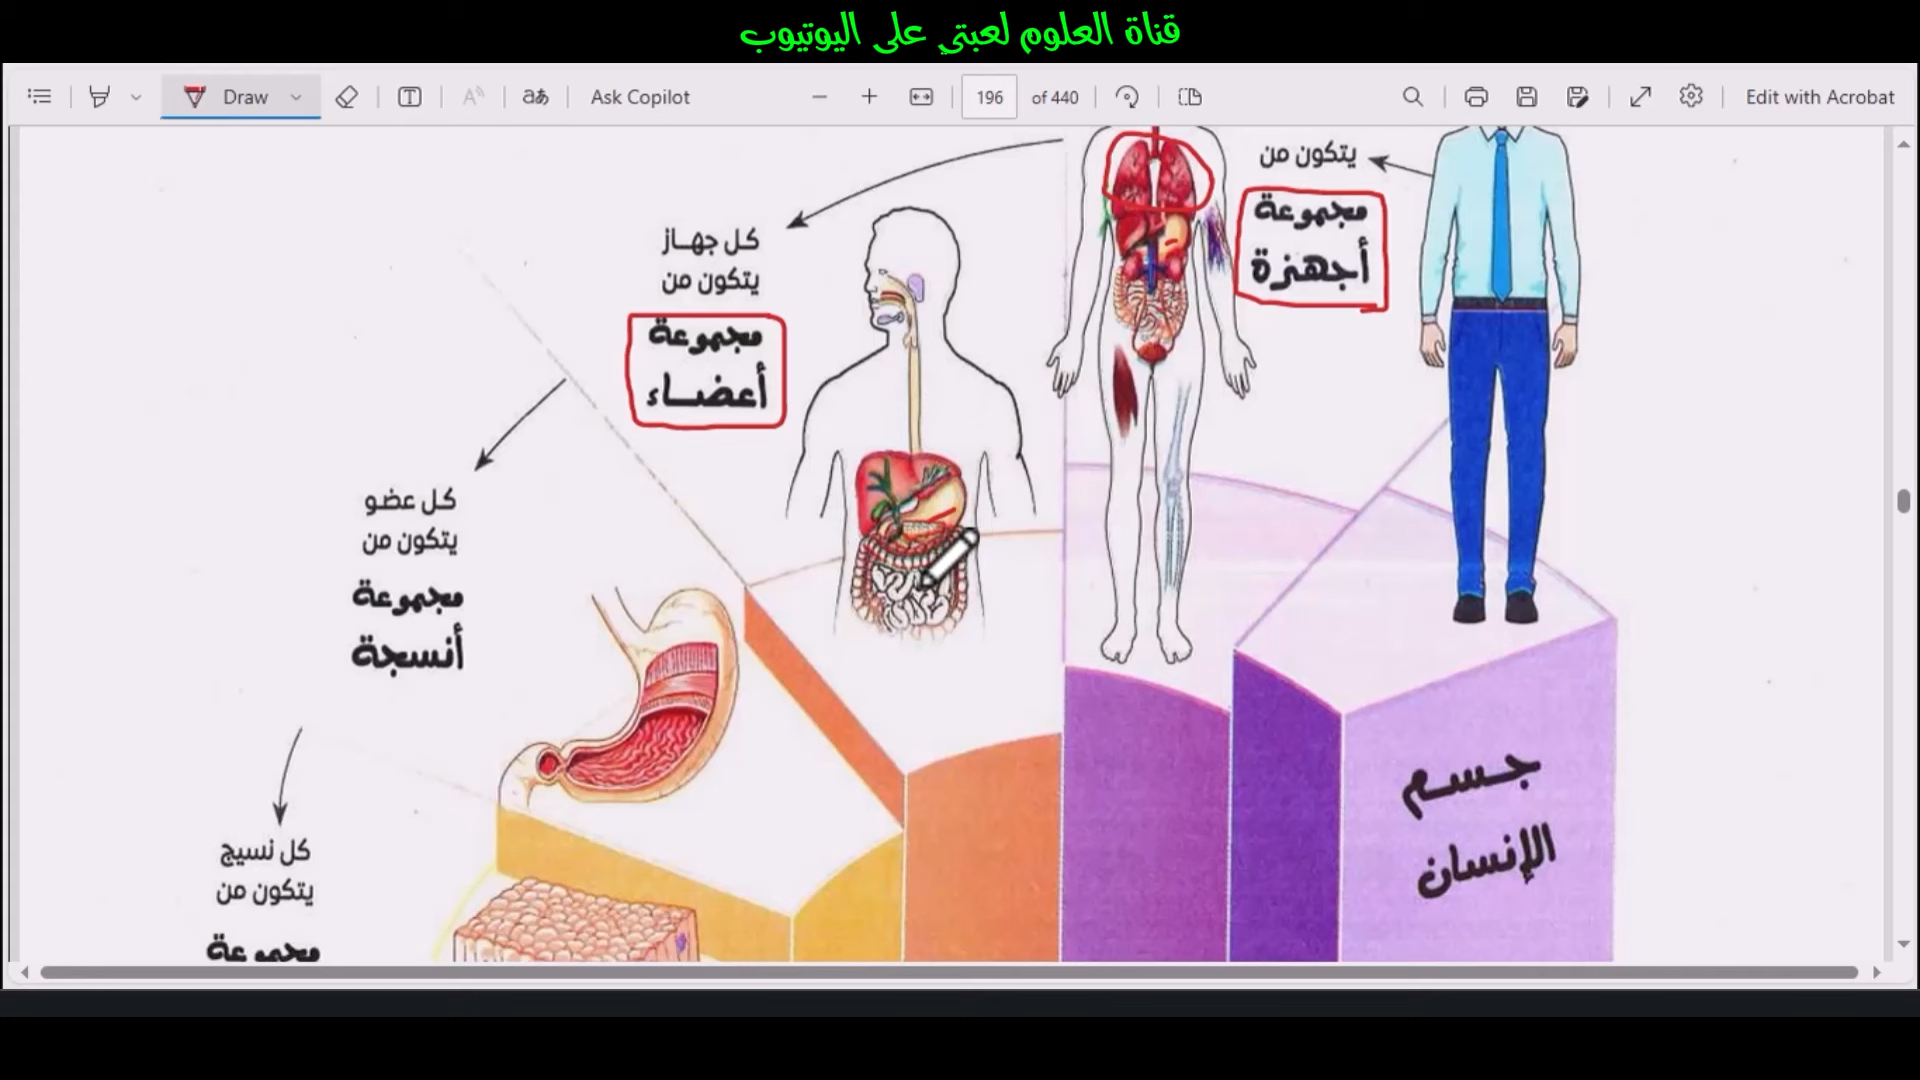 قناة العلوم لعبتي على اليوتيوب
Draw
Ask Copilot
196 of 440
Edit with Acrobat
يتكون من
مجموعة
أجهزة
كل جهاز
يتكون من
مجموعة
أعضاء
كل عضو
يتكون من
مجموعة
أنسجة
جسم
الإنسان
كل نسيج
يتكون من
مجموعة